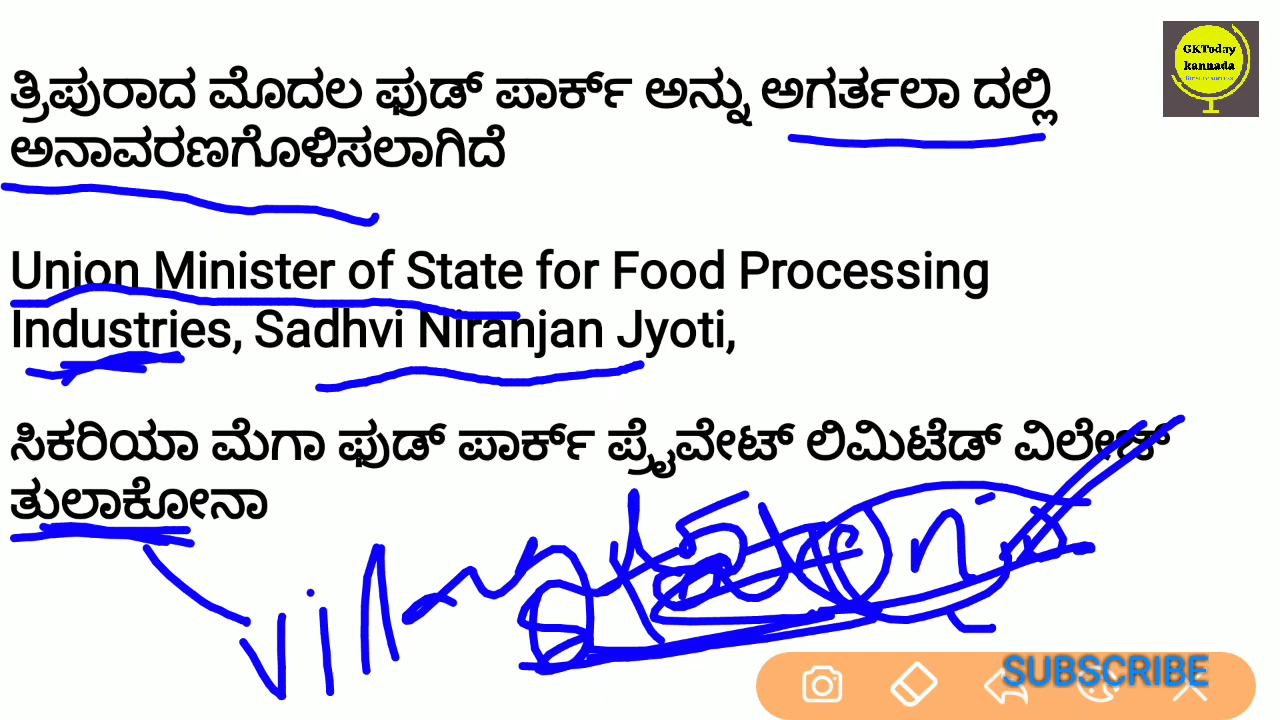 GKToday
kannada
ತ್ರಿಪುರಾದ ಮೊದಲ ಫುಡ್ ಪಾರ್ಕ್ ಅನ್ನು ಅಗರ್ತಲಾ ದಲ್ಲಿ
ಅನಾವರಣಗೊಳಿಸಲಾಗಿದೆ
Union Minister of State for Food Processing
Industries, Sadhvi Niranjan Jyoti,
ಸಿಕರಿಯಾ ಮೆಗಾ ಫುಡ್ ಪಾರ್ಕ್ ಪ್ರೈವೇಟ್ ಲಿಮಿಟೆಡ್ ವಿಲೇಜ್
ತುಲಾಕೋನಾ
SUBSCRIBE